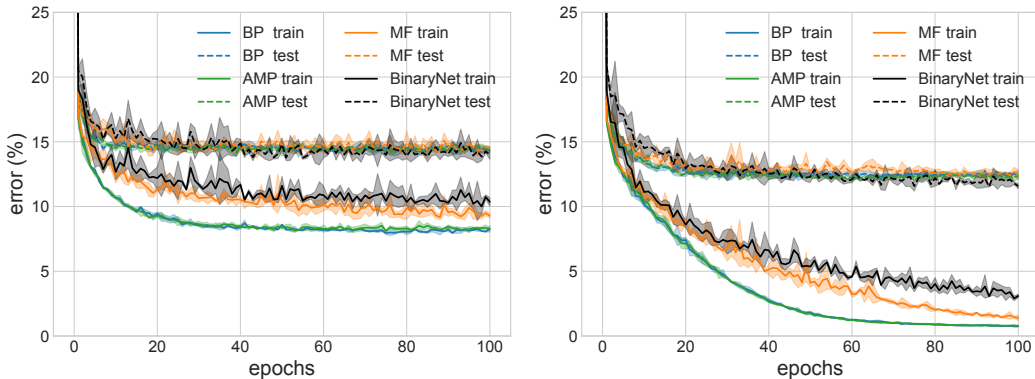 25
20
15
10
5
0
error (%)
0 20 40 60 80 100
epochs
BP train
BP test
AMP train
AMP test
MF train
MF test
BinaryNet train
BinaryNet test
25
20
15
10
5
0
error (%)
0 20 40 60 80 100
epochs
BP train
BP test
AMP train
AMP test
MF train
MF test
BinaryNet train
BinaryNet test